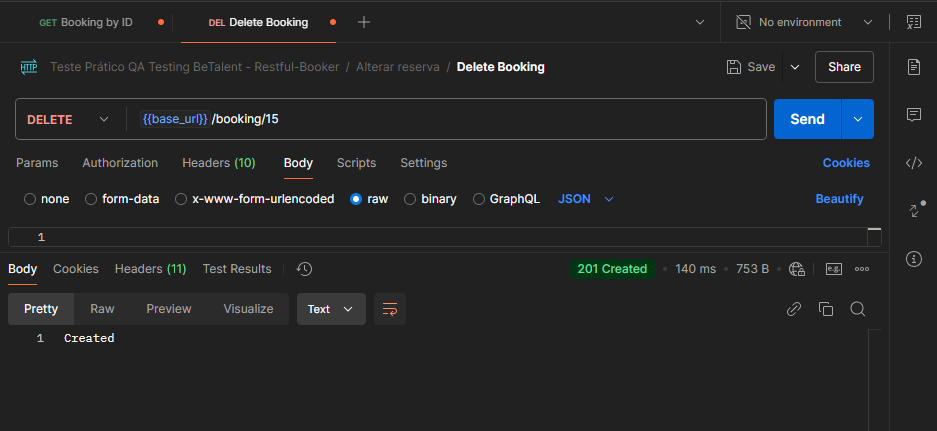 GET Booking by ID
DEL Delete Booking
No environment
HTTP Teste Prático QA Testing BeTalent - Restful-Booker / Alterar reserva / Delete Booking
Save
Share
DELETE
{{base_url}} /booking/15
Send
Params Authorization Headers (10) Body Scripts Settings
Cookies
none form-data x-www-form-urlencoded raw binary GraphQL JSON
Beautify
1
Body Cookies Headers (11) Test Results
201 Created 140 ms 753 B e.g.
Pretty Raw Preview Visualize Text
1 Created